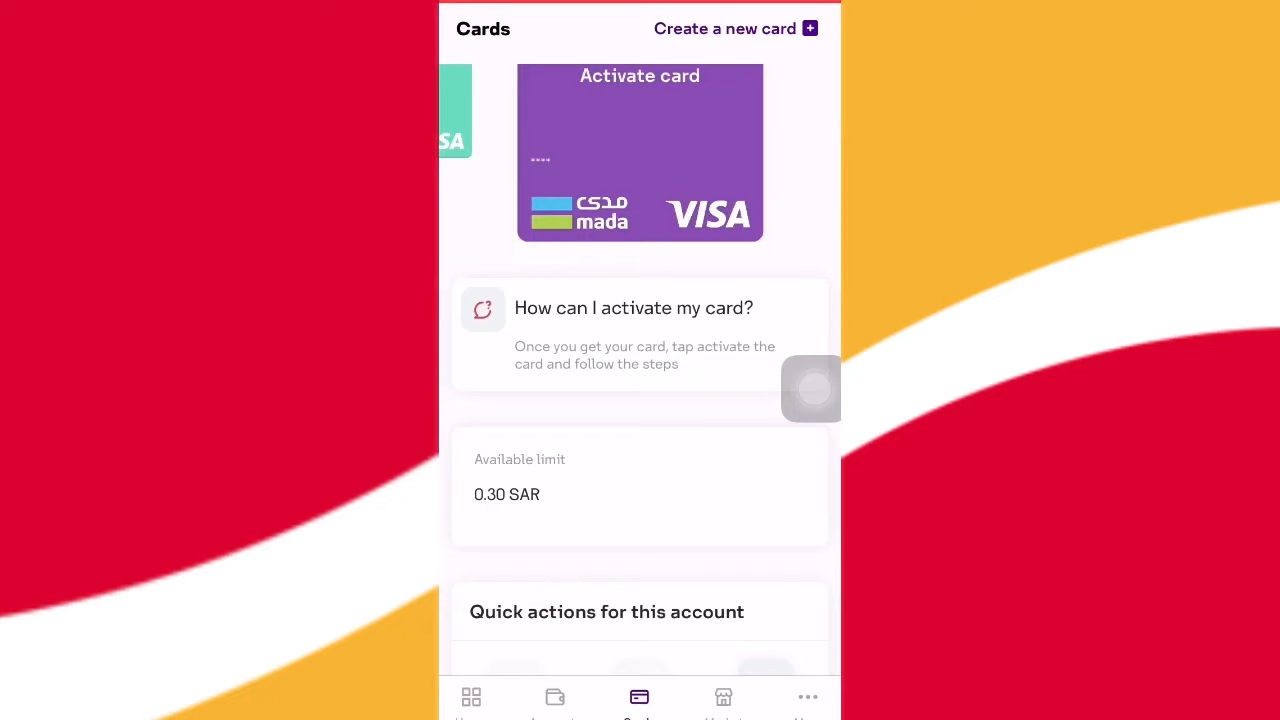 Cards
Create a new card
Activate card
SA
****
مدى
mada
VISA
How can I activate my card?
Once you get your card, tap activate the
card and follow the steps
Available limit
0.30 SAR
Quick actions for this account